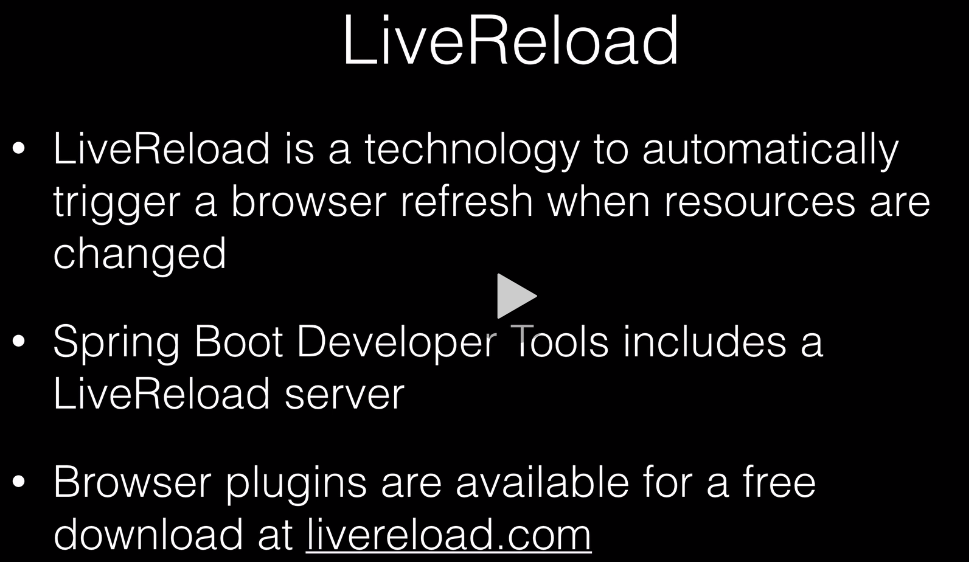 LiveReload
• LiveReload is a technology to automatically
trigger a browser refresh when resources are
changed
• Spring Boot Developer Tools includes a
LiveReload server
• Browser plugins are available for a free
download at livereload.com